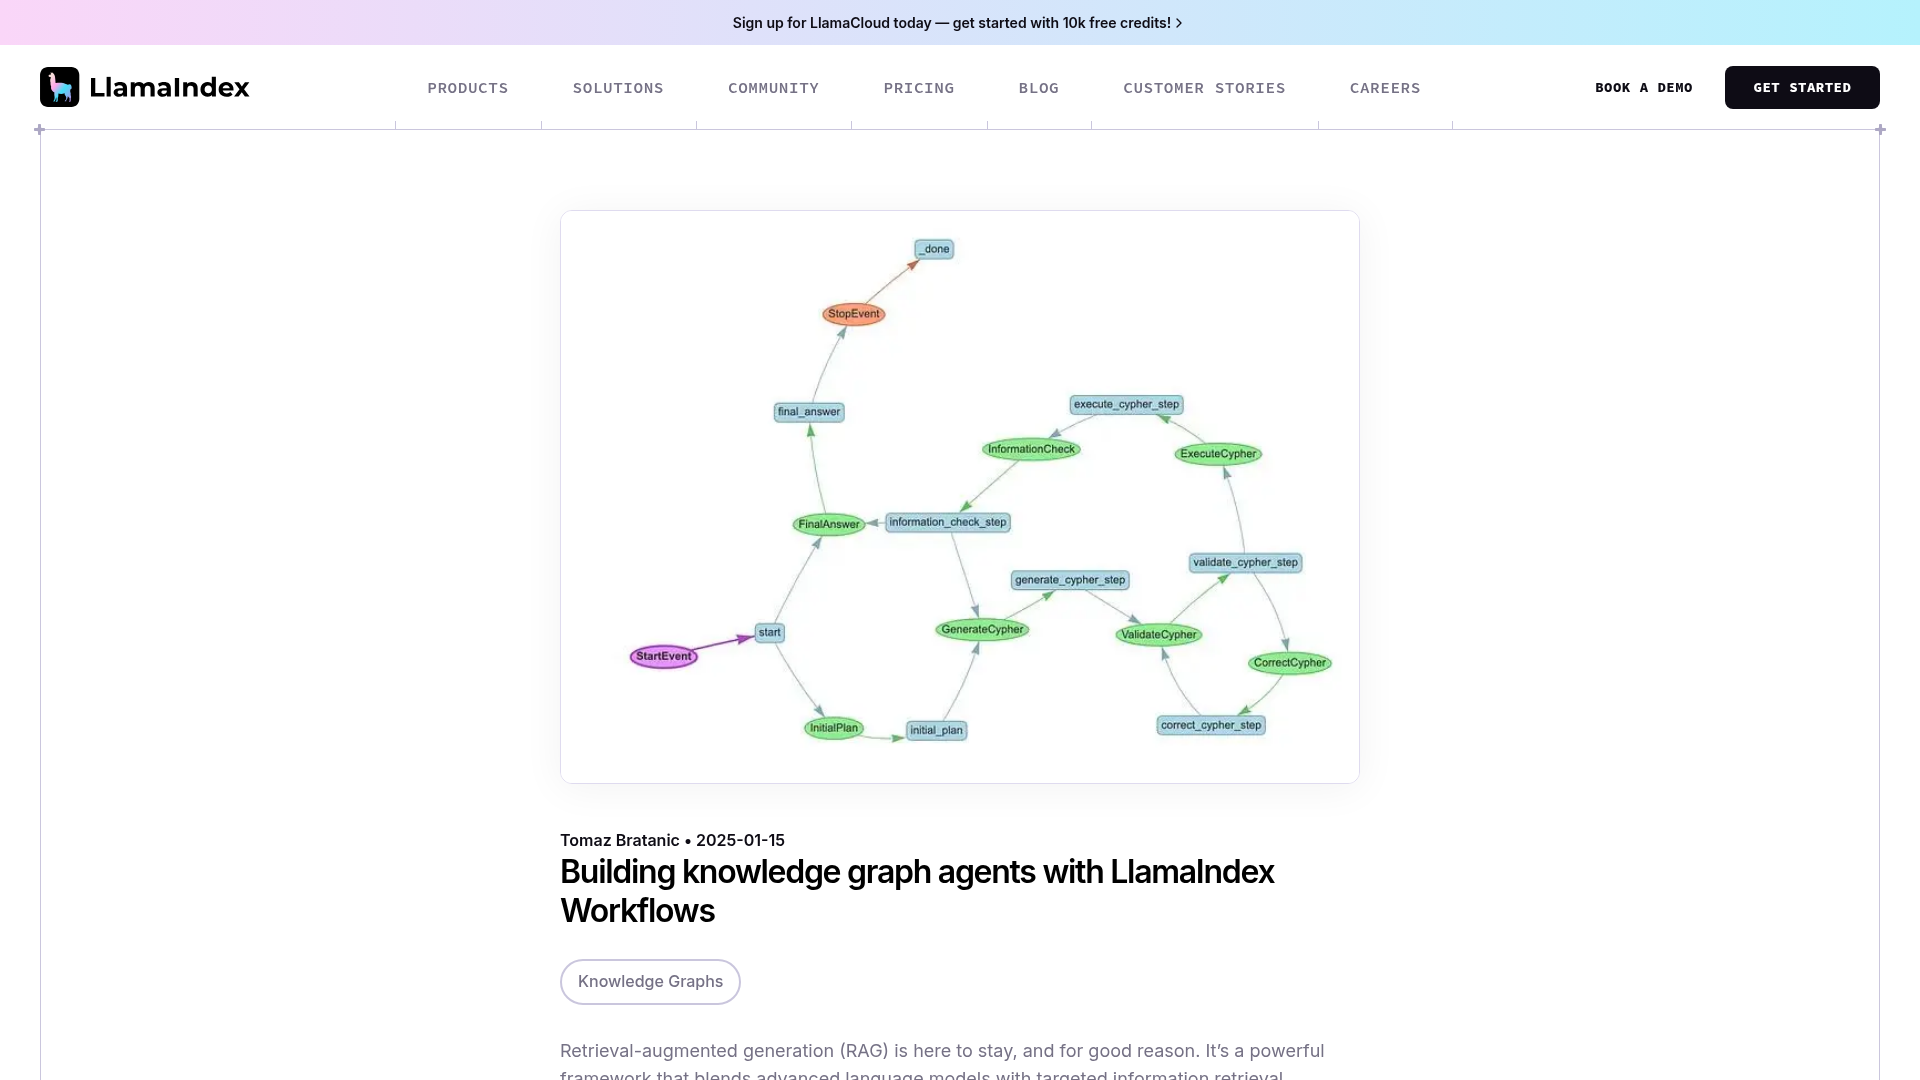 Sign up for LlamaCloud today — get started with 10k free credits!
LlamaIndex
PRODUCTS
SOLUTIONS
COMMUNITY
PRICING
BLOG
CUSTOMER STORIES
CAREERS
BOOK A DEMO
GET STARTED
_done
StopEvent
final_answer
execute_cypher_step
InformationCheck
ExecuteCypher
FinalAnswer
information_check_step
validate_cypher_step
generate_cypher_step
start
GenerateCypher
ValidateCypher
StartEvent
CorrectCypher
InitialPlan
initial_plan
correct_cypher_step
Tomaz Bratanic • 2025-01-15
Building knowledge graph agents with LlamaIndex
Workflows
Knowledge Graphs
Retrieval-augmented generation (RAG) is here to stay, and for good reason. It’s a powerful
framework that blends advanced language models with targeted information retrieval